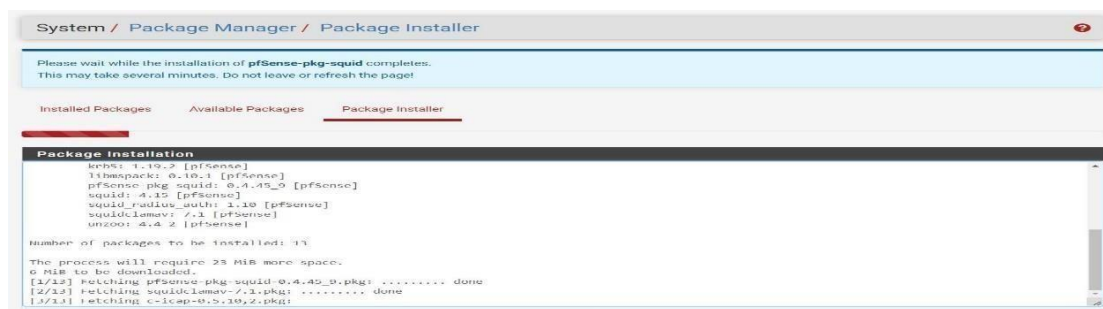 System / Package Manager / Package Installer
Please wait while the installation of pfSense-pkg-squid completes.
This may take several minutes. Do not leave or refresh the page!
Installed Packages Available Packages Package Installer
Package Installation
krb5: 1.19.2 [pfSense]
libmspack: 0.10.1 [pfSense]
pfSense-pkg-squid: 0.4.45_9 [pfSense]
squid: 4.15 [pfSense]
squid_radius_auth: 1.10 [pfSense]
squidclamav: 7.1 [pfSense]
unzoo: 4.4_2 [pfSense]
Number of packages to be installed: 13
The process will require 23 MiB more space.
6 MiB to be downloaded.
[1/13] Fetching pfSense-pkg-squid-0.4.45_9.pkg: ......... done
[2/13] Fetching squidclamav-7.1.pkg: ......... done
[3/13] Fetching c-icap-0.5.10,2.pkg: